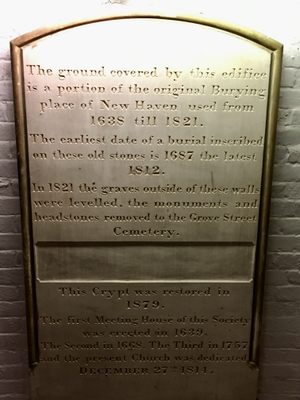 The ground covered by this edifice
is a portion of the original Burying
place of New Haven used from
1638 till 1821.
The earliest date of a burial inscribed
on these old stones is 1687 the latest
1812.
In 1821 the graves outside of these walls
were levelled, the monuments and
headstones removed to the Grove Street
Cemetery.
This Crypt was restored in
1879.
The first Meeting House of this Society
was erected in 1639.
The Second in 1668. The Third in 1757
and the present Church was dedicated
DECEMBER 27TH 1814.